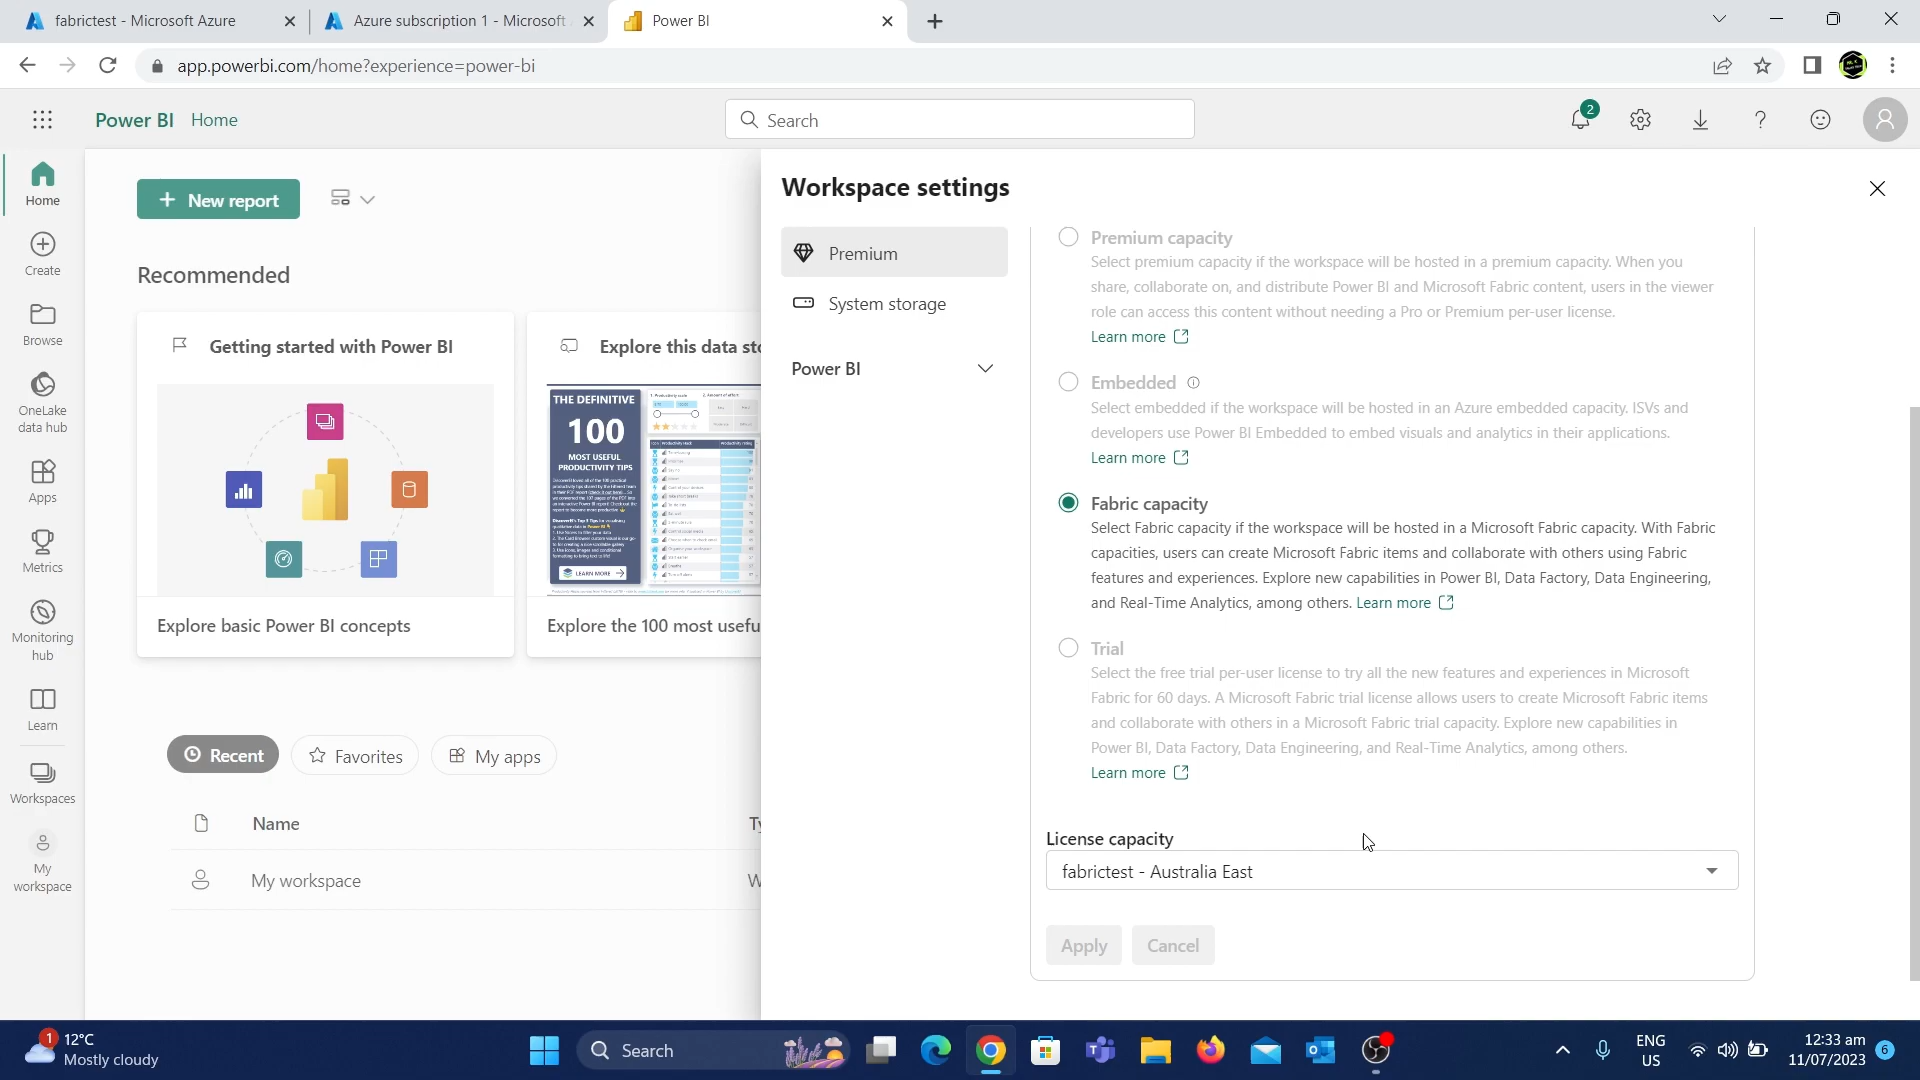 fabrictest - Microsoft Azure
Azure subscription 1 - Microsoft
Power BI
app.powerbi.com/home?experience=power-bi
Power BI Home
Search
2
Home
Create
Browse
OneLake
data hub
Apps
Metrics
Monitoring
hub
Learn
Workspaces
My
workspace
New report
Recommended
Getting started with Power BI
Explore basic Power BI concepts
Explore this data sto
THE DEFINITIVE
100
MOST USEFUL
PRODUCTIVITY TIPS
LEARN MORE
Explore the 100 most usefu
Recent
Favorites
My apps
Name
Ty
My workspace
W
Workspace settings
Premium
System storage
Power BI
Premium capacity
Select premium capacity if the workspace will be hosted in a premium capacity. When you
share, collaborate on, and distribute Power BI and Microsoft Fabric content, users in the viewer
role can access this content without needing a Pro or Premium per-user license.
Learn more
Embedded
Select embedded if the workspace will be hosted in an Azure embedded capacity. ISVs and
developers use Power BI Embedded to embed visuals and analytics in their applications.
Learn more
Fabric capacity
Select Fabric capacity if the workspace will be hosted in a Microsoft Fabric capacity. With Fabric
capacities, users can create Microsoft Fabric items and collaborate with others using Fabric
features and experiences. Explore new capabilities in Power BI, Data Factory, Data Engineering,
and Real-Time Analytics, among others. Learn more
Trial
Select the free trial per-user license to try all the new features and experiences in Microsoft
Fabric for 60 days. A Microsoft Fabric trial license allows users to create Microsoft Fabric items
and collaborate with others in a Microsoft Fabric trial capacity. Explore new capabilities in
Power BI, Data Factory, Data Engineering, and Real-Time Analytics, among others.
Learn more
License capacity
fabrictest - Australia East
Apply
Cancel
1
12°C
Mostly cloudy
Search
ENG
US
12:33 am
11/07/2023
6